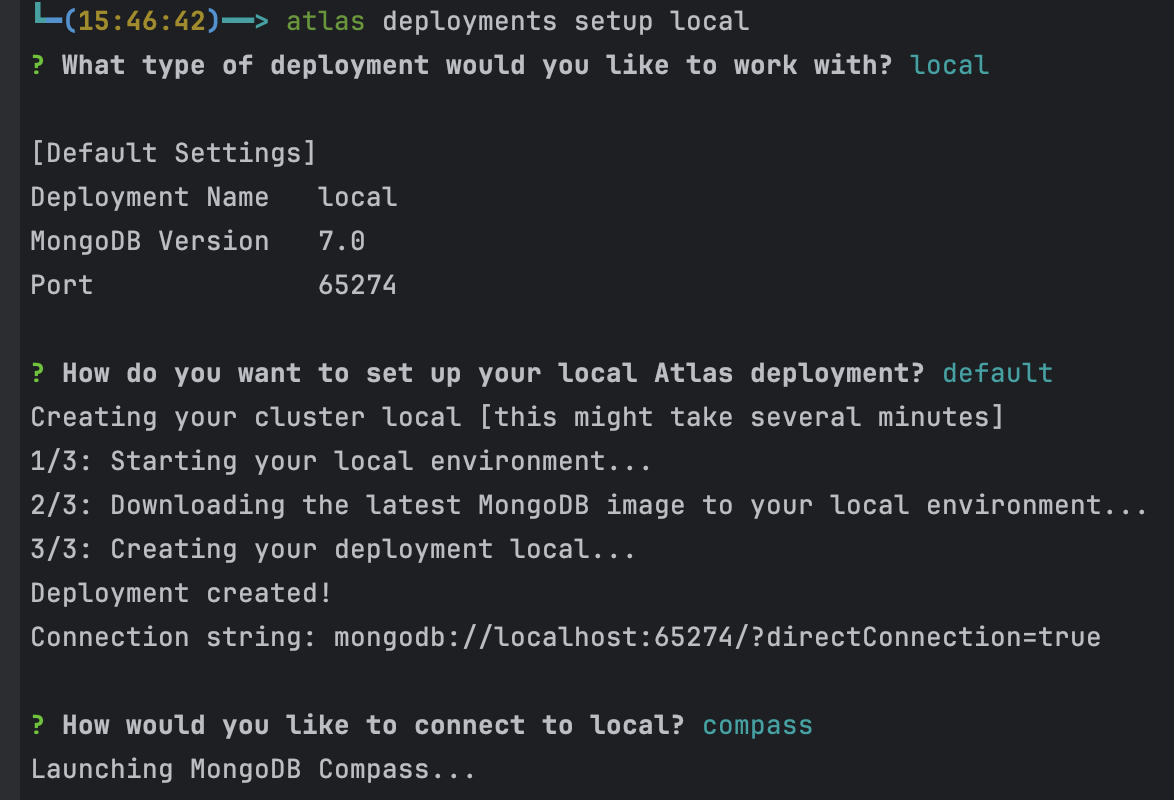 └─(15:46:42)──> atlas deployments setup local
? What type of deployment would you like to work with? local
[Default Settings]
Deployment Name   local
MongoDB Version   7.0
Port              65274
? How do you want to set up your local Atlas deployment? default
Creating your cluster local [this might take several minutes]
1/3: Starting your local environment...
2/3: Downloading the latest MongoDB image to your local environment...
3/3: Creating your deployment local...
Deployment created!
Connection string: mongodb://localhost:65274/?directConnection=true
? How would you like to connect to local? compass
Launching MongoDB Compass...